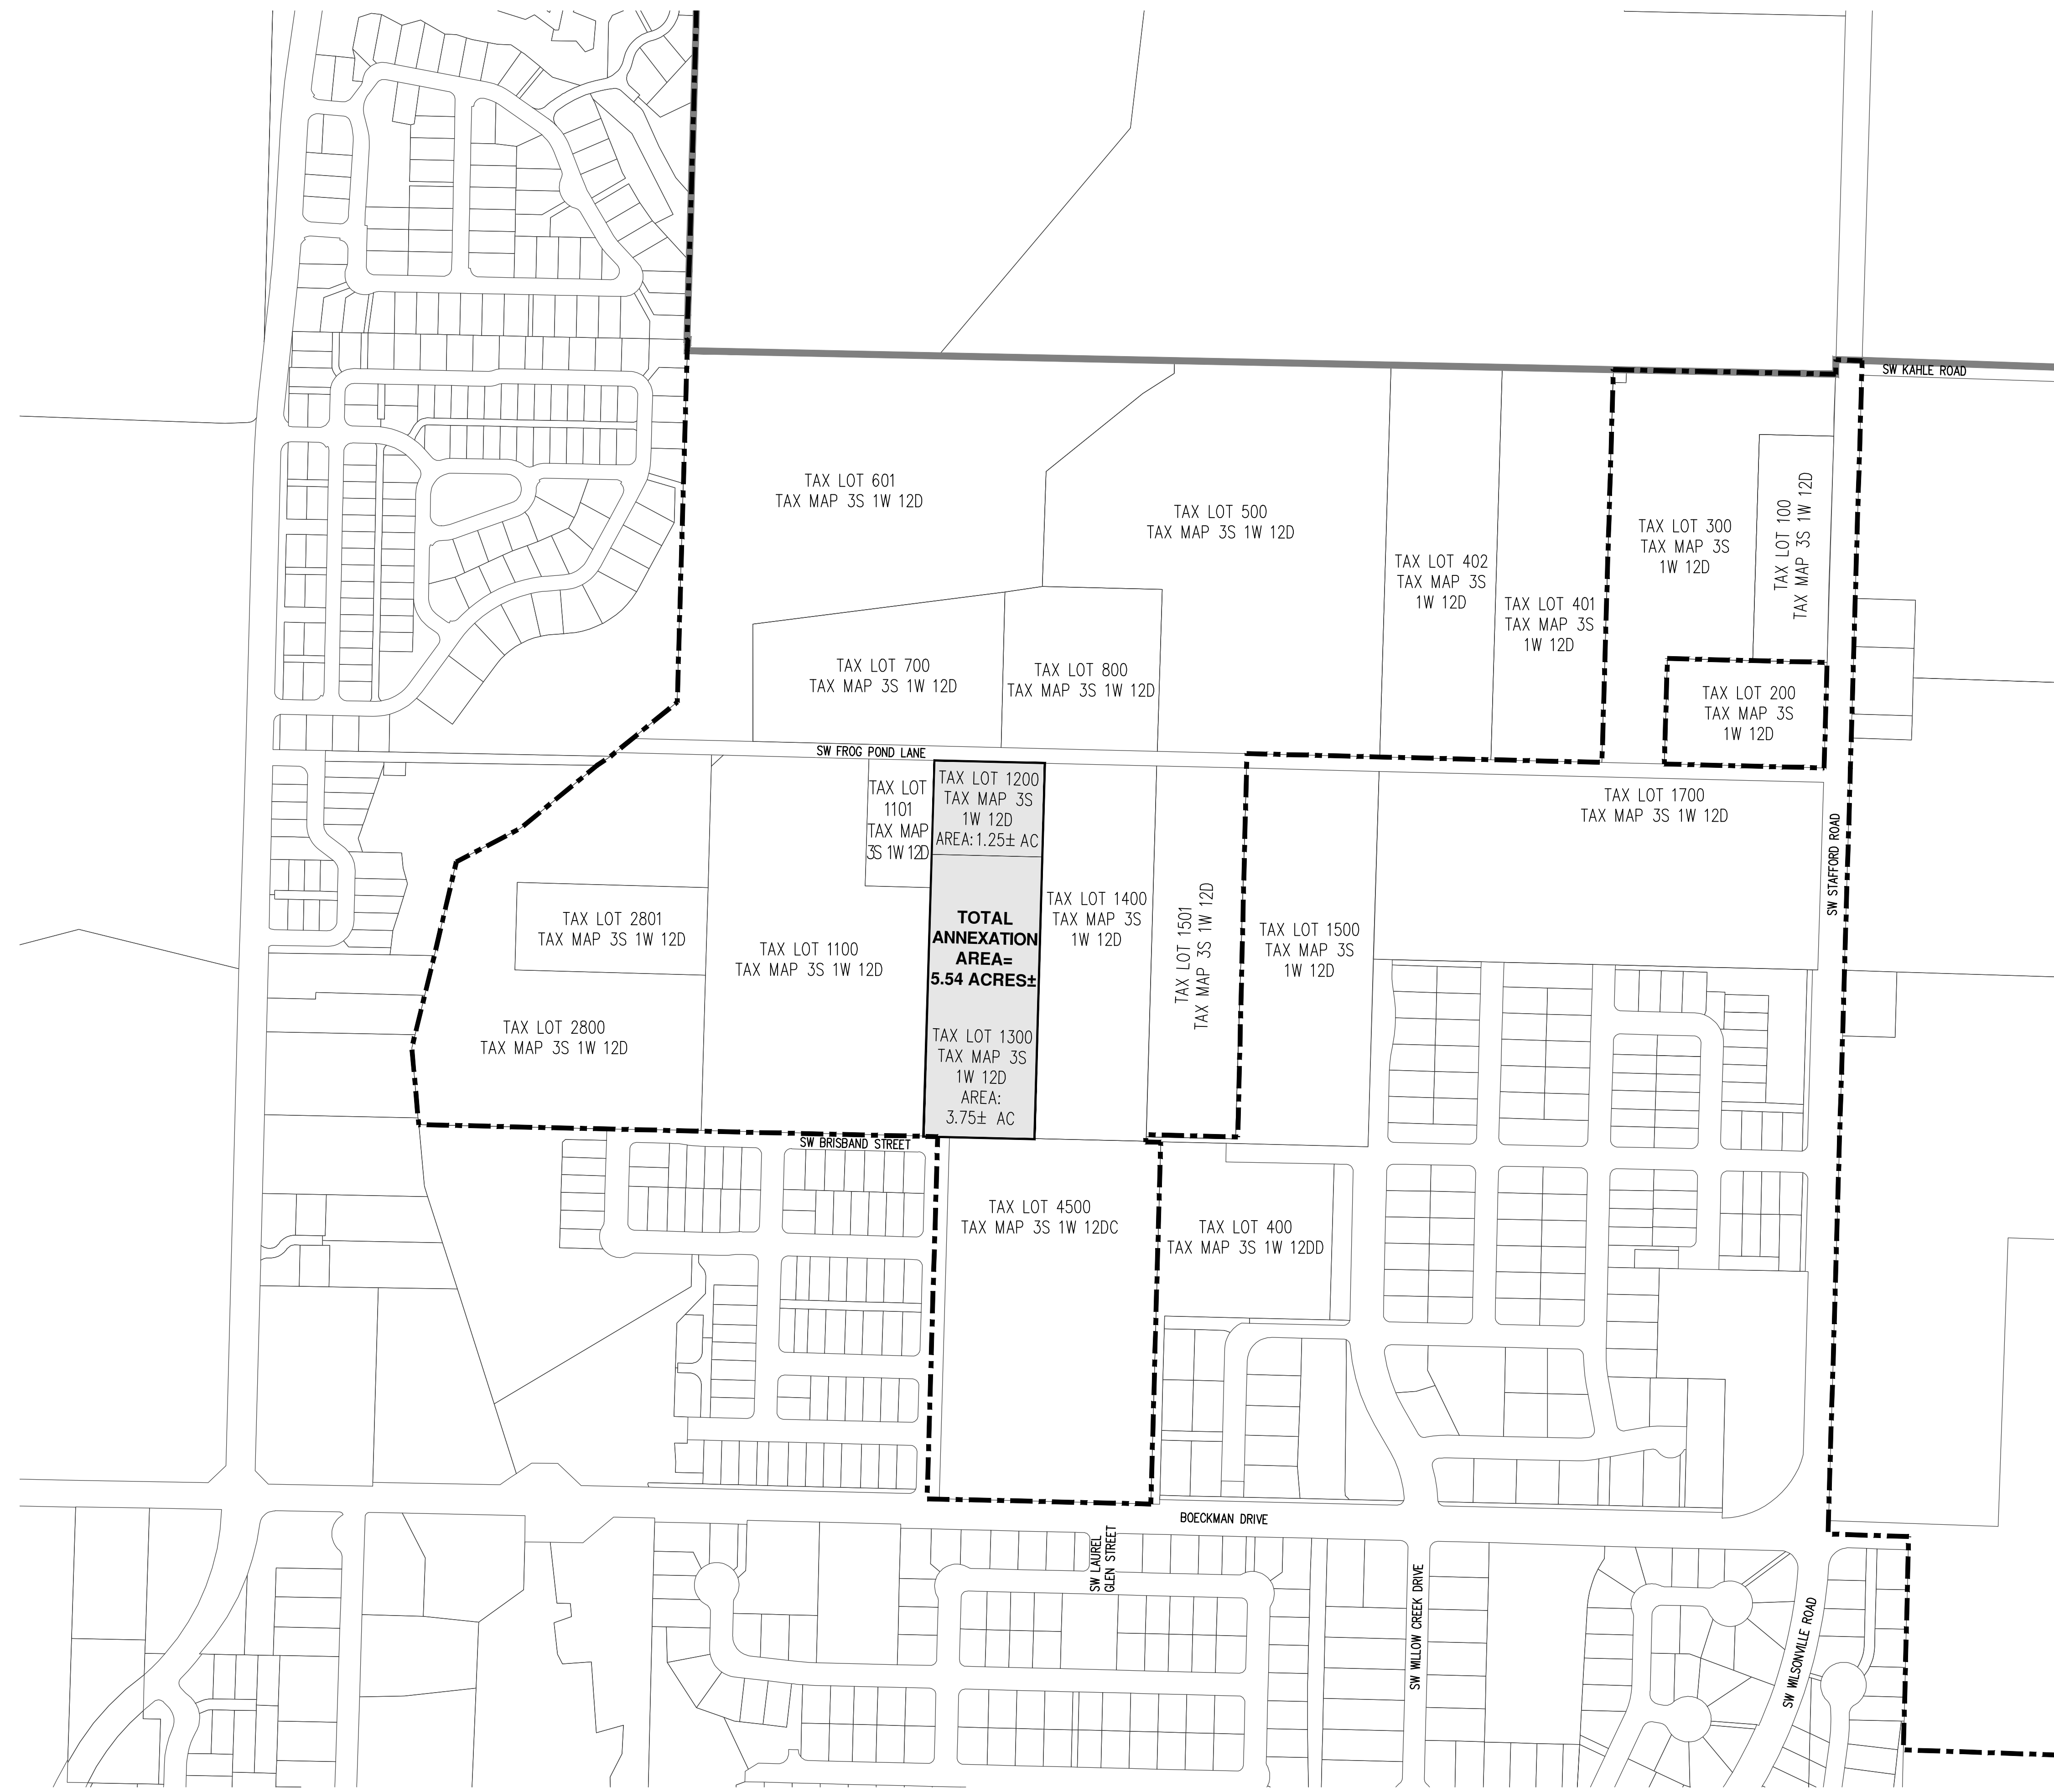 SW KAHLE ROAD
TAX LOT 601
TAX MAP 3S 1W 12D
TAX LOT 500
TAX MAP 3S 1W 12D
TAX LOT 402
TAX MAP 3S
1W 12D
TAX LOT 401
TAX MAP 3S
1W 12D
TAX LOT 300
TAX MAP 3S
1W 12D
TAX LOT 100
TAX MAP 3S 1W 12D
TAX LOT 700
TAX MAP 3S 1W 12D
TAX LOT 800
TAX MAP 3S 1W 12D
TAX LOT 200
TAX MAP 3S
1W 12D
SW FROG POND LANE
TAX LOT
1101
TAX MAP
3S 1W 12D
TAX LOT 1200
TAX MAP 3S
1W 12D
AREA: 1.25± AC
TAX LOT 1700
TAX MAP 3S 1W 12D
SW STAFFORD ROAD
TAX LOT 2801
TAX MAP 3S 1W 12D
TAX LOT 1100
TAX MAP 3S 1W 12D
TOTAL
ANNEXATION
AREA=
5.54 ACRES±
TAX LOT 1400
TAX MAP 3S
1W 12D
TAX LOT 1501
TAX MAP 3S 1W 12D
TAX LOT 1500
TAX MAP 3S
1W 12D
TAX LOT 2800
TAX MAP 3S 1W 12D
TAX LOT 1300
TAX MAP 3S
1W 12D
AREA:
3.75± AC
SW BRISBAND STREET
TAX LOT 4500
TAX MAP 3S 1W 12DC
TAX LOT 400
TAX MAP 3S 1W 12DD
BOECKMAN DRIVE
SW LAUREL
GLEN STREET
SW WILLOW CREEK DRIVE
SW WILSONVILLE ROAD